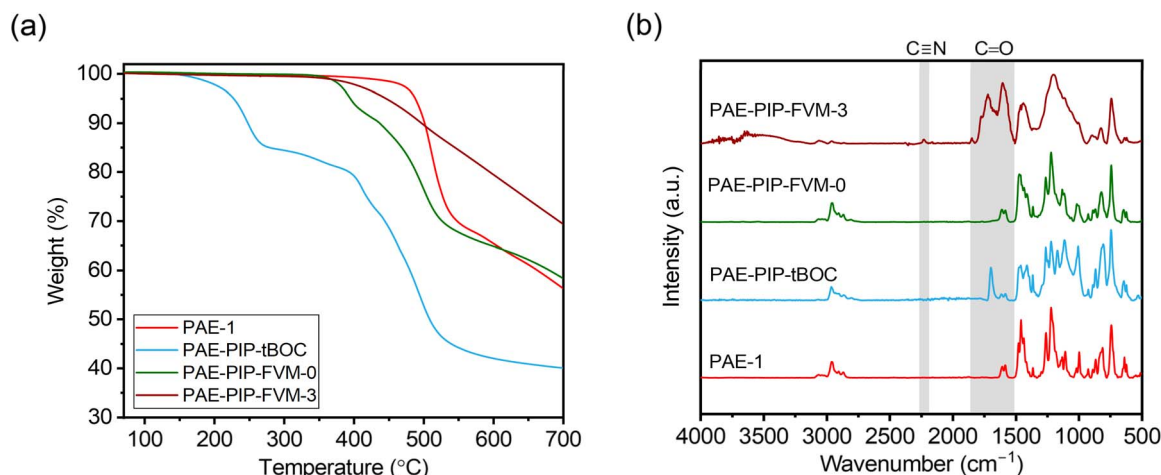 (a)
100
90
80
70
60
50
40
30
Weight (%)
PAE-1
PAE-PIP-tBOC
PAE-PIP-FVM-0
PAE-PIP-FVM-3
100 200 300 400 500 600 700
Temperature (°C)
(b)
C≡N C=O
PAE-PIP-FVM-3
PAE-PIP-FVM-0
PAE-PIP-tBOC
PAE-1
Intensity (a.u.)
4000 3500 3000 2500 2000 1500 1000 500
Wavenumber (cm⁻¹)